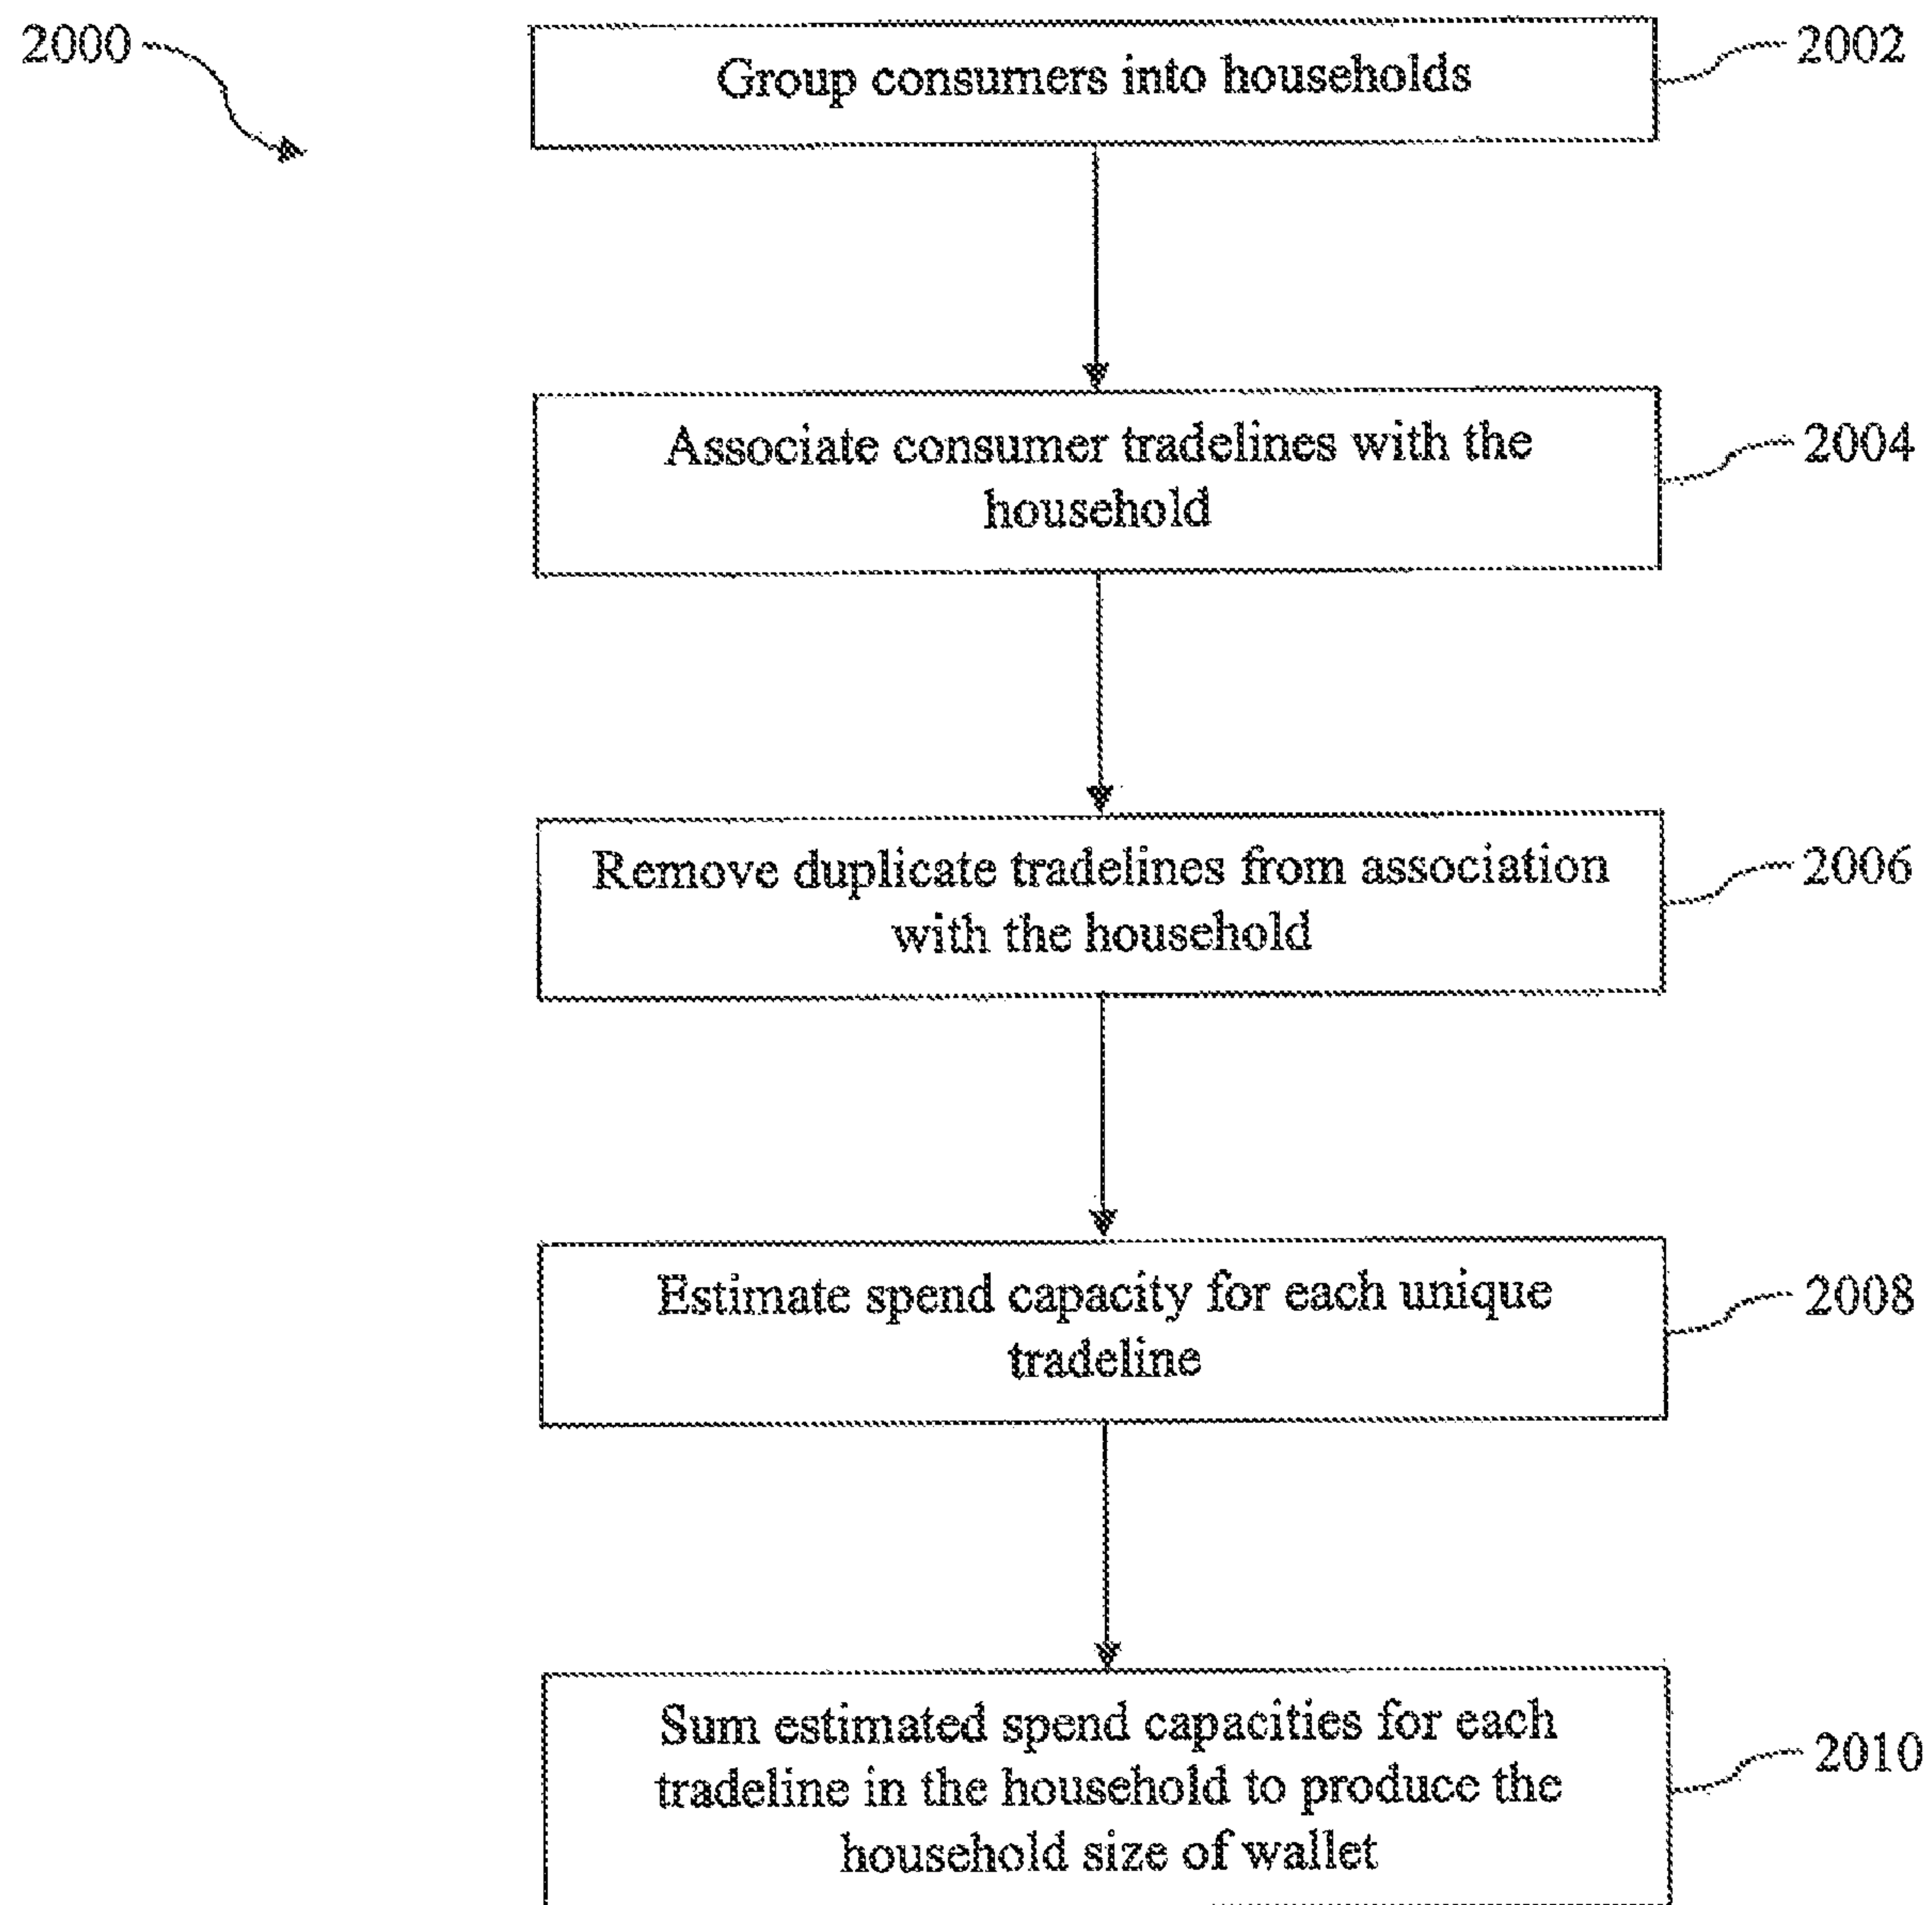 2000
Group consumers into households
2002
Associate consumer tradelines with the
household
2004
Remove duplicate tradelines from association
with the household
2006
Estimate spend capacity for each unique
tradeline
2008
Sum estimated spend capacities for each
tradeline in the household to produce the
household size of wallet
2010